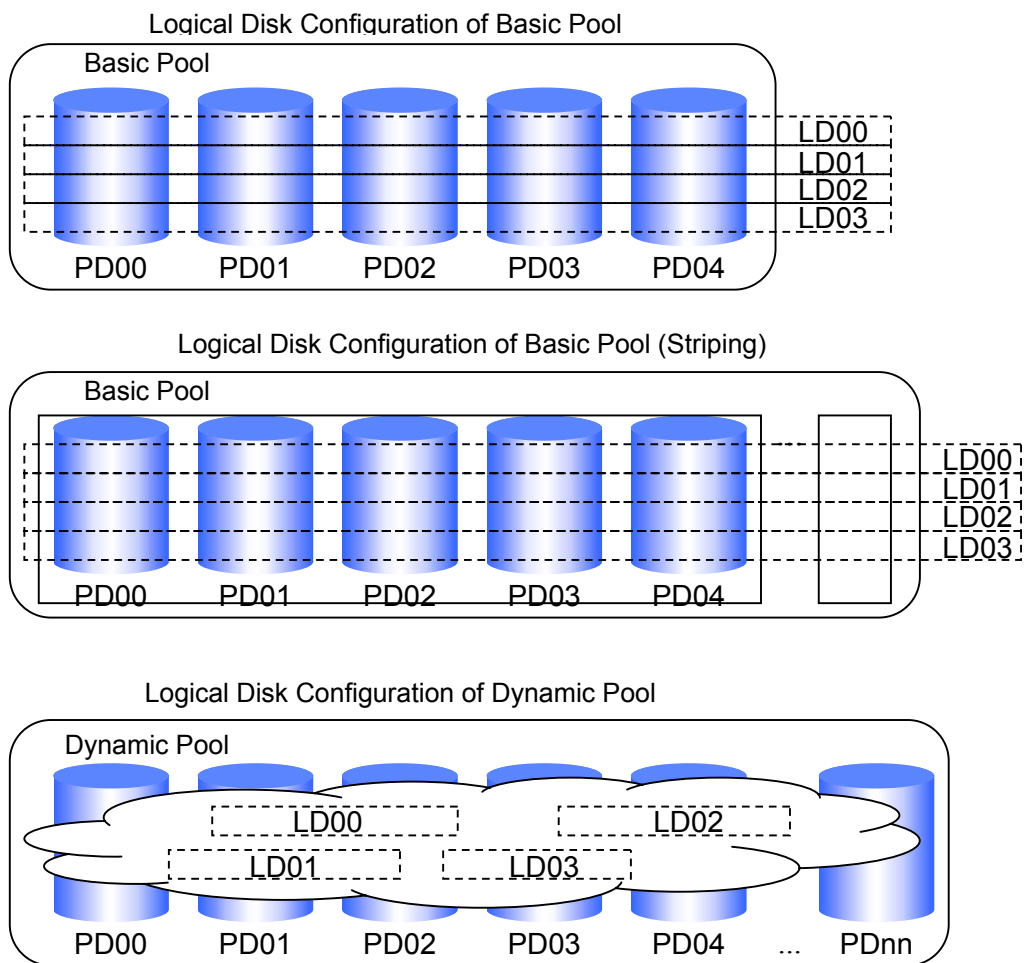 Logical Disk Configuration of Basic Pool
Basic Pool
LD00
LD01
LD02
LD03
PD00 PD01 PD02 PD03 PD04
Logical Disk Configuration of Basic Pool (Striping)
Basic Pool
...
LD00
LD01
LD02
LD03
PD00 PD01 PD02 PD03 PD04
Logical Disk Configuration of Dynamic Pool
Dynamic Pool
LD00 LD02
LD01 LD03
PD00 PD01 PD02 PD03 PD04 ... PDnn